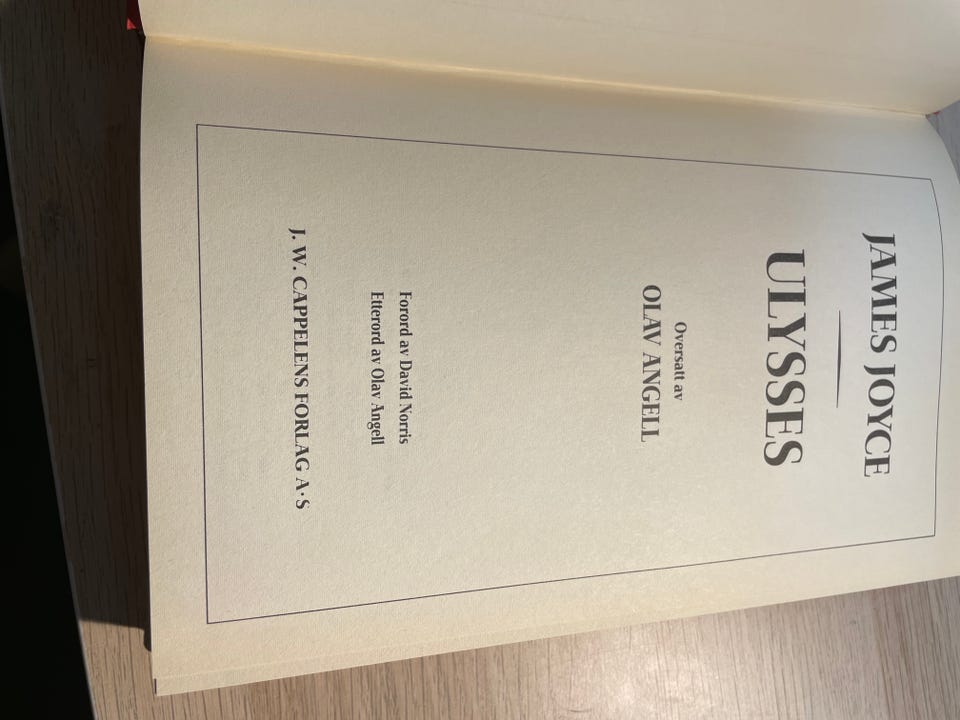 JAMES JOYCE
ULYSSES
Oversatt av
OLAV ANGELL
Forord av David Norris
Etterord av Olav Angell
J. W. CAPPELENS FORLAG A·S